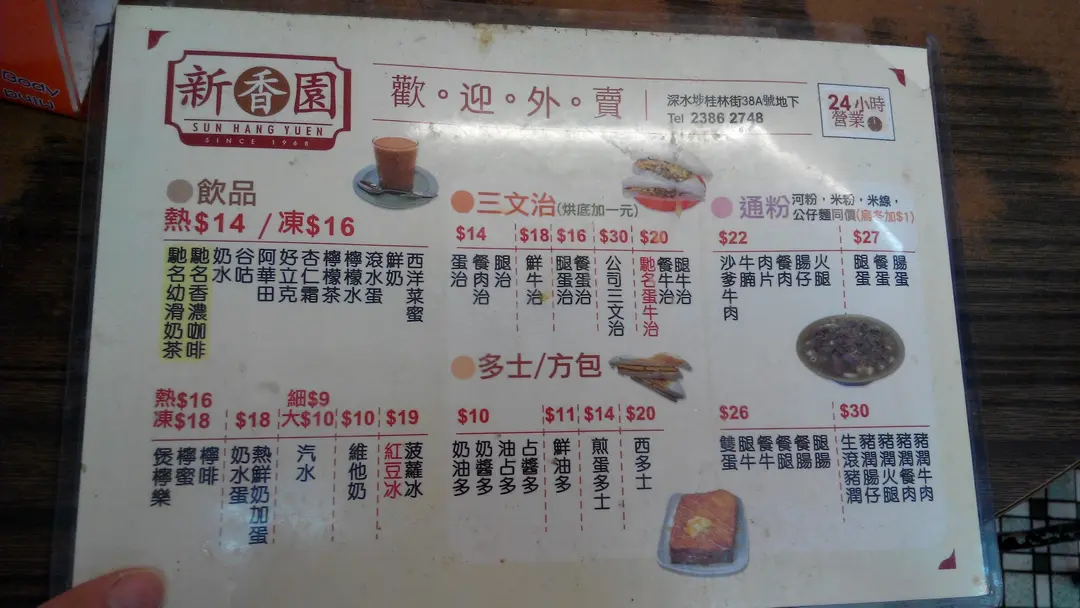 新香園
SUN HANG YUEN
SINCE 1968
歡。迎。外。賣
深水埗桂林街38A號地下
Tel 2386 2748
24小時
營業
飲品
熱$14 / 凍$16
馳名幼滑奶茶
馳名香濃咖啡
奶水
谷咕
阿華田
好立克
杏仁霜
檸檬茶
檸檬水
滾水蛋
鮮奶
西洋菜蜜
熱$16
凍$18
煲檸樂
檸蜜
檸啡
$18
奶水蛋
熱鮮奶加蛋
細$9
大$10
汽水
$10
維他奶
$19
紅豆冰
菠蘿冰
三文治(烘底加一元)
$14
蛋治
餐肉治
腿治
$18
鮮牛治
$16
腿蛋治
餐蛋治
$30
公司三文治
$20
馳名蛋牛治
餐牛治
腿牛治
多士/方包
$10
奶油多
奶醬多
油占多
占醬多
$11
鮮油多
$14
煎蛋多士
$20
西多士
通粉
河粉，米粉，米線，
公仔麵同價(烏冬加$1)
$22
沙爹牛肉
牛腩
肉片
餐肉
腸仔
火腿
$27
腿蛋
餐蛋
腸蛋
$26
雙蛋
腿牛
餐牛
餐肉
餐腿
餐腸
腿腸
$30
生滾豬潤
豬潤腸仔
豬潤火腿
豬潤餐肉
豬潤牛肉
Body